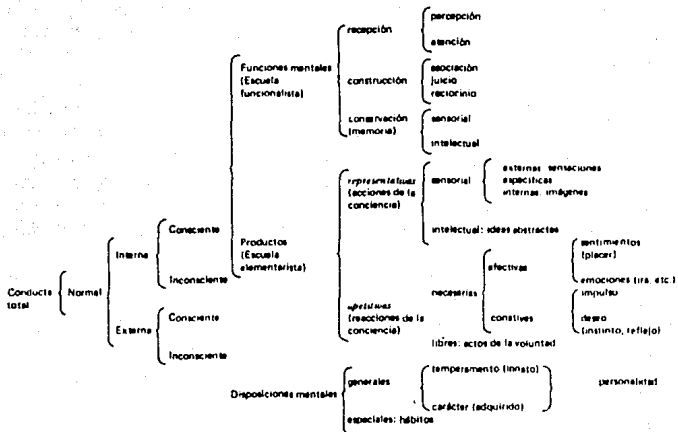 Conducta
total
Normal
Interna
Externa
Consciente
Inconsciente
Consciente
Inconsciente
Funciones mentales
(Escuela
funcionalista)
recepción
percepción
atención
construcción
asociación
juicio
raciocinio
conservación
(memoria)
sensorial
intelectual
Productos
(Escuela
elementarista)
representativas
(acciones de la
conciencia)
sensorial
externas: sensaciones
específicas
internas: imágenes
intelectual: ideas abstractas
apetitivas
(reacciones de la
conciencia)
necesarias
afectivas
sentimientos
(placer)
emociones (ira, etc.)
conativas
impulso
deseo
(instinto, reflejo)
libres: actos de la voluntad
Disposiciones mentales
generales
temperamento (innato)
carácter (adquirido)
personalidad
especiales: hábitos